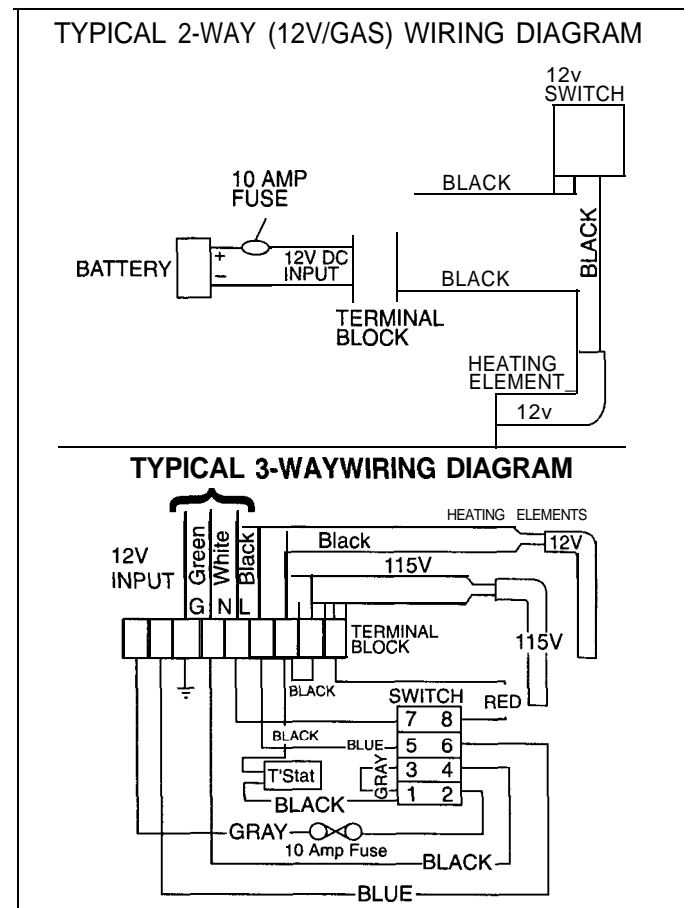 TYPICAL 2-WAY (12V/GAS) WIRING DIAGRAM
12v
SWITCH
10 AMP
FUSE
BLACK
BLACK
BATTERY
+
12V DC
INPUT
–
BLACK
TERMINAL
BLOCK
HEATING
ELEMENT
12v
TYPICAL 3-WAYWIRING DIAGRAM
HEATING ELEMENTS
12V
INPUT
Green
White
Black
Black
12V
115V
G N L
TERMINAL
BLOCK
115V
BLACK
SWITCH
RED
7 8
BLACK
BLUE
5 6
T'Stat
GRAY
3 4
1 2
BLACK
GRAY
10 Amp Fuse
BLACK
BLUE